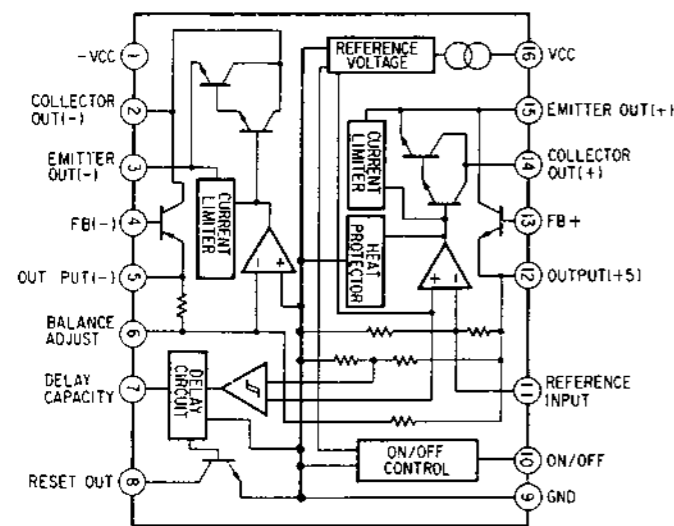 -VCC
1
COLLECTOR
OUT(-)
2
EMITTER
OUT(-)
3
FB(-)
4
OUT PUT(-)
5
BALANCE
ADJUST
6
DELAY
CAPACITY
7
RESET OUT
8
REFERENCE
VOLTAGE
CURRENT
LIMITER
CURRENT
LIMITER
HEAT
PROTECTOR
- +
+ -
DELAY
CIRCUIT
ON/OFF
CONTROL
16
VCC
15
EMITTER OUT(+)
14
COLLECTOR
OUT(+)
13
FB+
12
OUTPUT(+5)
11
REFERENCE
INPUT
10
ON/OFF
9
GND